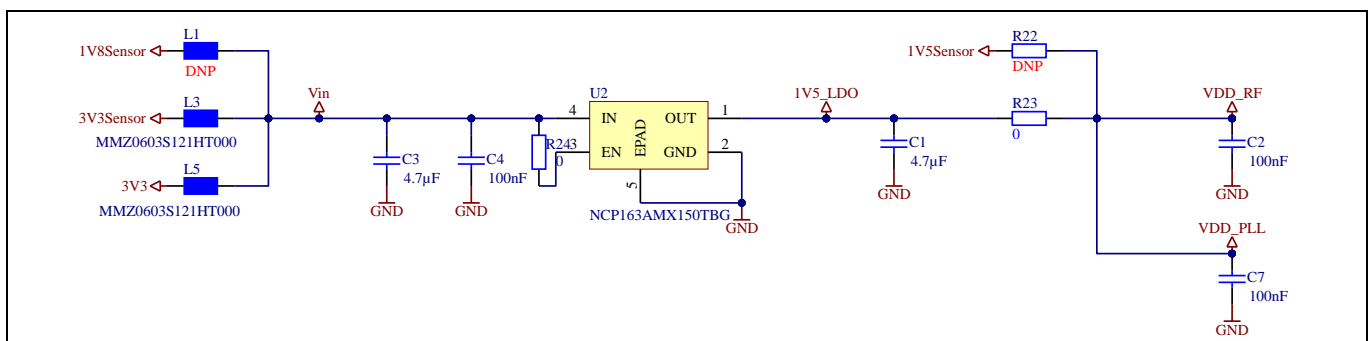 L1
1V8Sensor
DNP
L3
3V3Sensor
MMZ0603S121HT000
L5
3V3
MMZ0603S121HT000
Vin
C3
4.7µF
GND
C4
100nF
GND
R24
0
U2
4
IN
OUT
1
3
EN
EPAD
GND
2
5
NCP163AMX150TBG
GND
1V5_LDO
C1
4.7µF
GND
R22
1V5Sensor
DNP
R23
0
VDD_RF
C2
100nF
GND
VDD_PLL
C7
100nF
GND